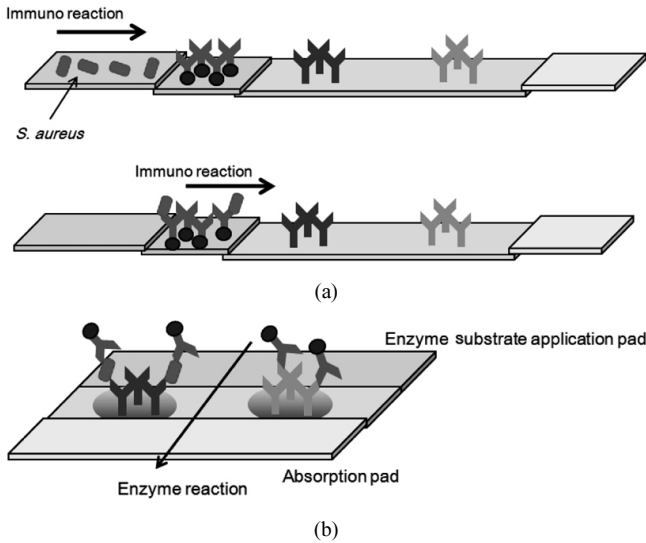 Immuno reaction
S. aureus
Immuno reaction
(a)
Enzyme substrate application pad
Enzyme reaction
Absorption pad
(b)